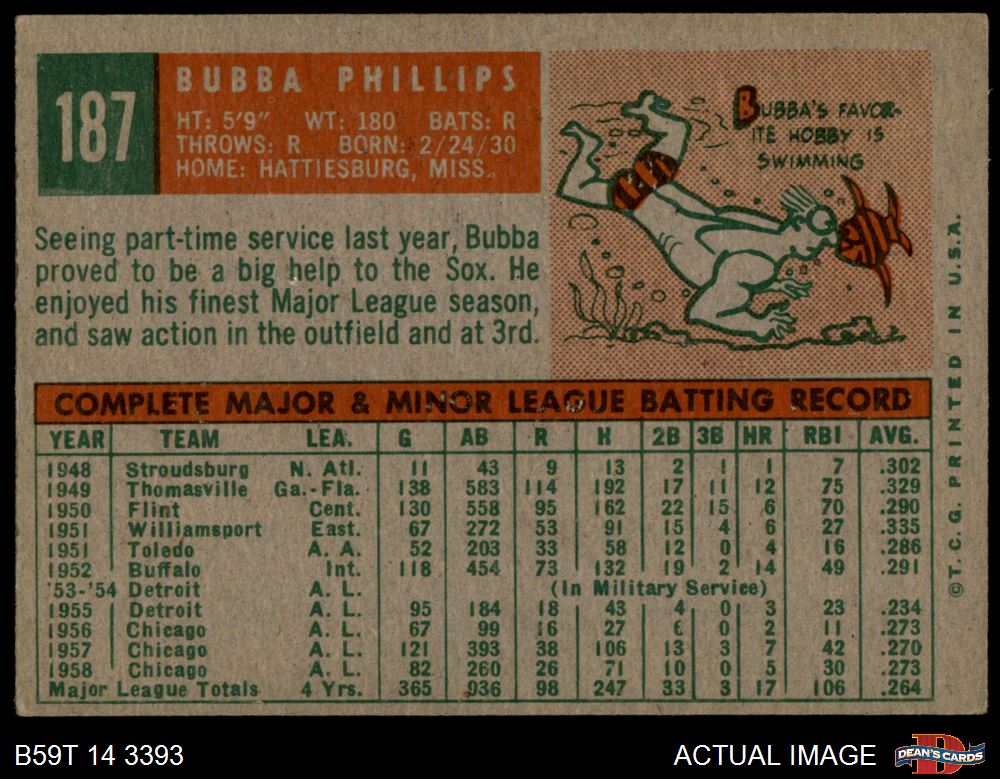 187
BUBBA PHILLIPS
HT: 5'9" WT: 180 BATS: R
THROWS: R BORN: 2/24/30
HOME: HATTIESBURG, MISS.
BUBBA'S FAVOR-
ITE HOBBY IS
SWIMMING
Seeing part-time service last year, Bubba
proved to be a big help to the Sox. He
enjoyed his finest Major League season,
and saw action in the outfield and at 3rd.
COMPLETE MAJOR & MINOR LEAGUE BATTING RECORD
YEAR TEAM LEA. G AB R H 2B 3B HR RBI AVG.
1948 Stroudsburg N. Atl. 11 43 9 13 2 1 1 7 .302
1949 Thomasville Ga.-Fla. 138 583 114 192 17 11 12 75 .329
1950 Flint Cent. 130 558 95 162 22 15 6 70 .290
1951 Williamsport East. 67 272 53 91 15 4 6 27 .335
1951 Toledo A. A. 52 203 33 58 12 0 4 16 .286
1952 Buffalo Int. 118 454 73 132 19 2 14 49 .291
'53-'54 Detroit A. L. (In Military Service)
1955 Detroit A. L. 95 184 18 43 4 0 3 23 .234
1956 Chicago A. L. 67 99 16 27 6 0 2 11 .273
1957 Chicago A. L. 121 393 38 106 13 3 7 42 .270
1958 Chicago A. L. 82 260 26 71 10 0 5 30 .273
Major League Totals 4 Yrs. 365 936 98 247 33 3 17 106 .264
©T. C. G. PRINTED IN U.S.A.
B59T 14 3393
ACTUAL IMAGE
DEAN'S CARDS